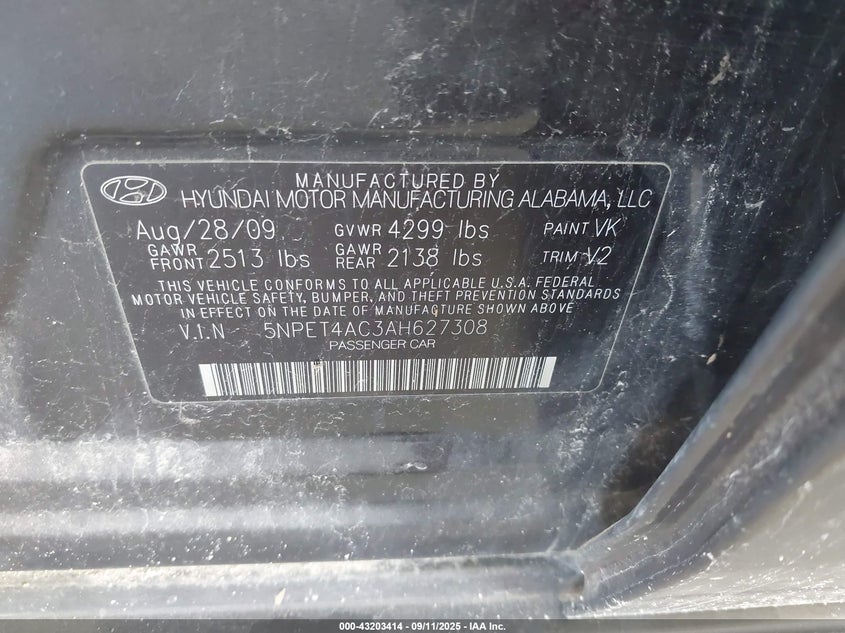 MANUFACTURED BY
HYUNDAI MOTOR MANUFACTURING ALABAMA, LLC
Aug/28/09 GVWR 4299 lbs PAINT VK
GAWR FRONT 2513 lbs GAWR REAR 2138 lbs TRIM V2
THIS VEHICLE CONFORMS TO ALL APPLICABLE U.S.A. FEDERAL
MOTOR VEHICLE SAFETY, BUMPER, AND THEFT PREVENTION STANDARDS
IN EFFECT ON THE DATE OF MANUFACTURE SHOWN ABOVE.
V.I.N 5NPET4AC3AH627308
PASSENGER CAR
000-43203414 - 09/11/2025 - IAA Inc.